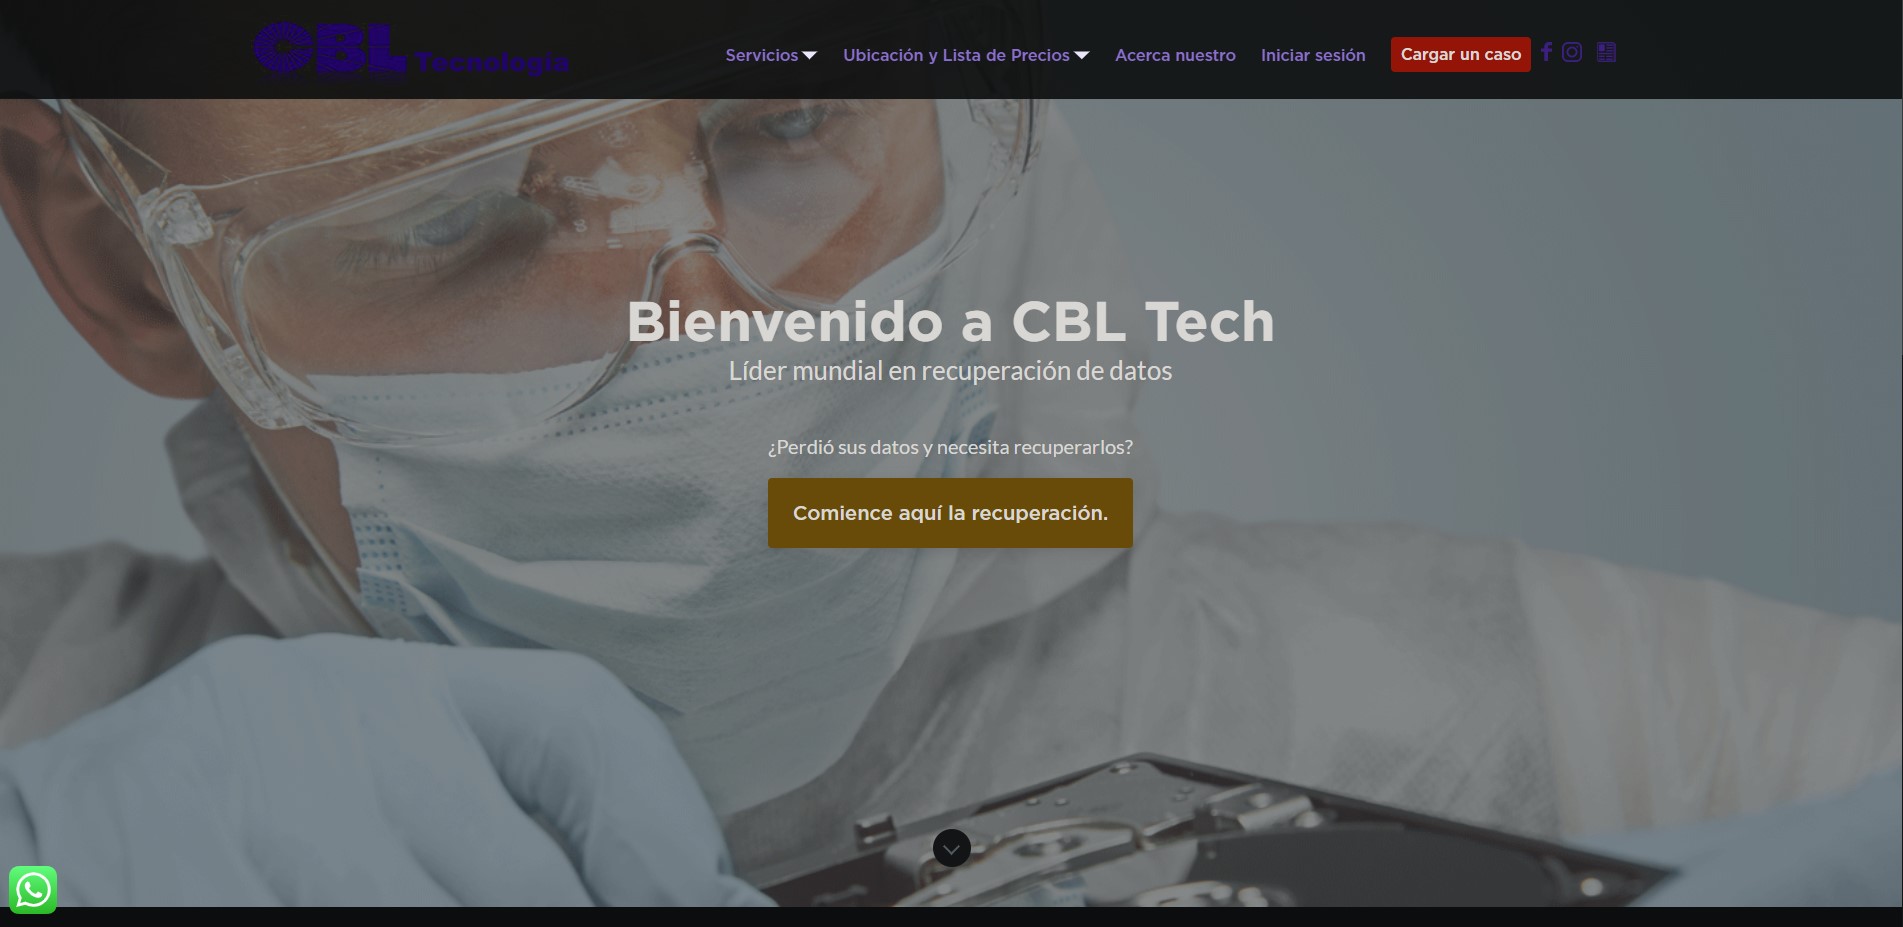 CBL Tecnología
Servicios
Ubicación y Lista de Precios
Acerca nuestro
Iniciar sesión
Cargar un caso
Bienvenido a CBL Tech
Líder mundial en recuperación de datos
¿Perdió sus datos y necesita recuperarlos?
Comience aquí la recuperación.